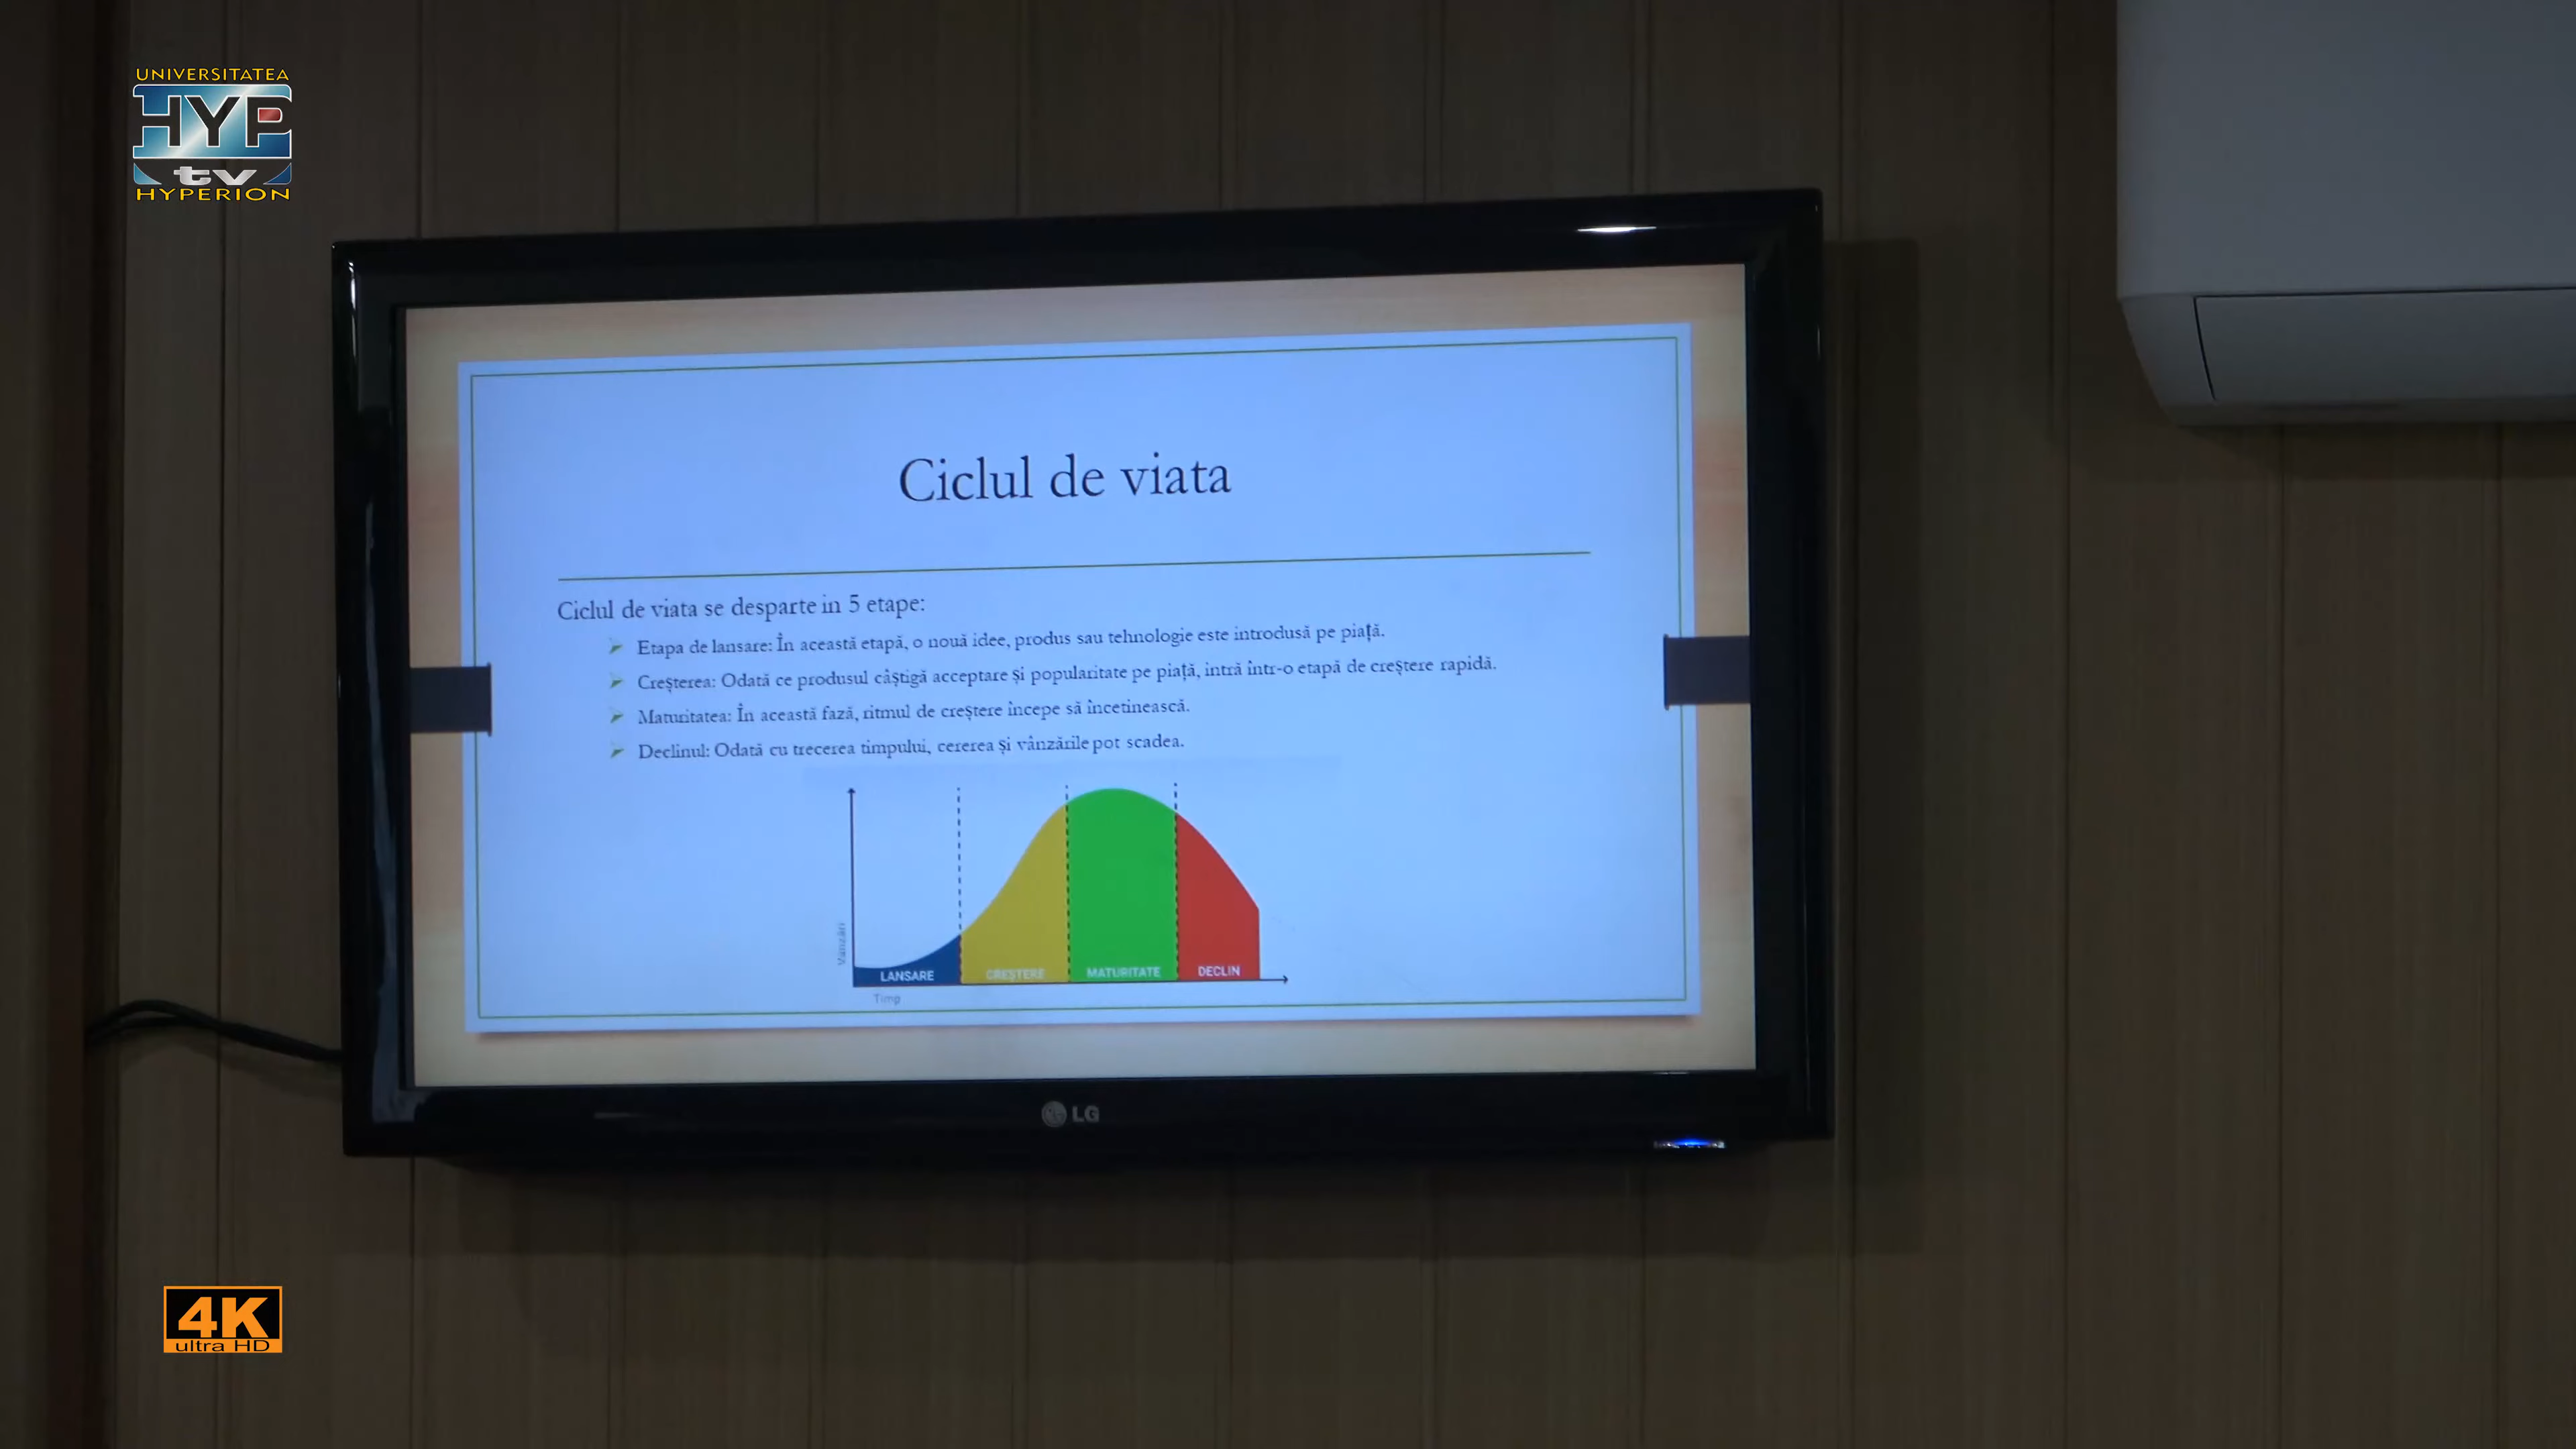 UNIVERSITATEA
HYP
tv
HYPERION
Ciclul de viata
Ciclul de viata se desparte in 5 etape:
Etapa de lansare: În această etapă, o nouă idee, produs sau tehnologie este introdusă pe piață.
Creșterea: Odată ce produsul câștigă acceptare și popularitate pe piață, intră într-o etapă de creștere rapidă.
Maturitatea: În această fază, ritmul de creștere începe să încetinească.
Declinul: Odată cu trecerea timpului, cererea și vânzările pot scadea.
Vânzări
LANSARE
CREȘTERE
MATURITATE
DECLIN
Timp
LG
4K
ultra HD